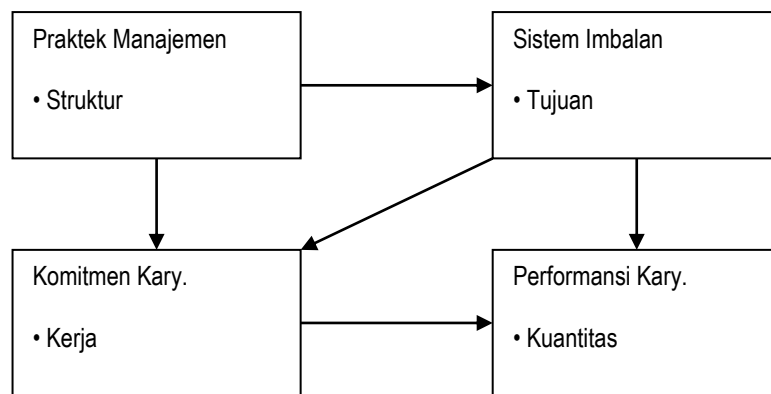 Praktek Manajemen
• Struktur
Sistem Imbalan
• Tujuan
Komitmen Kary.
• Kerja
Performansi Kary.
• Kuantitas